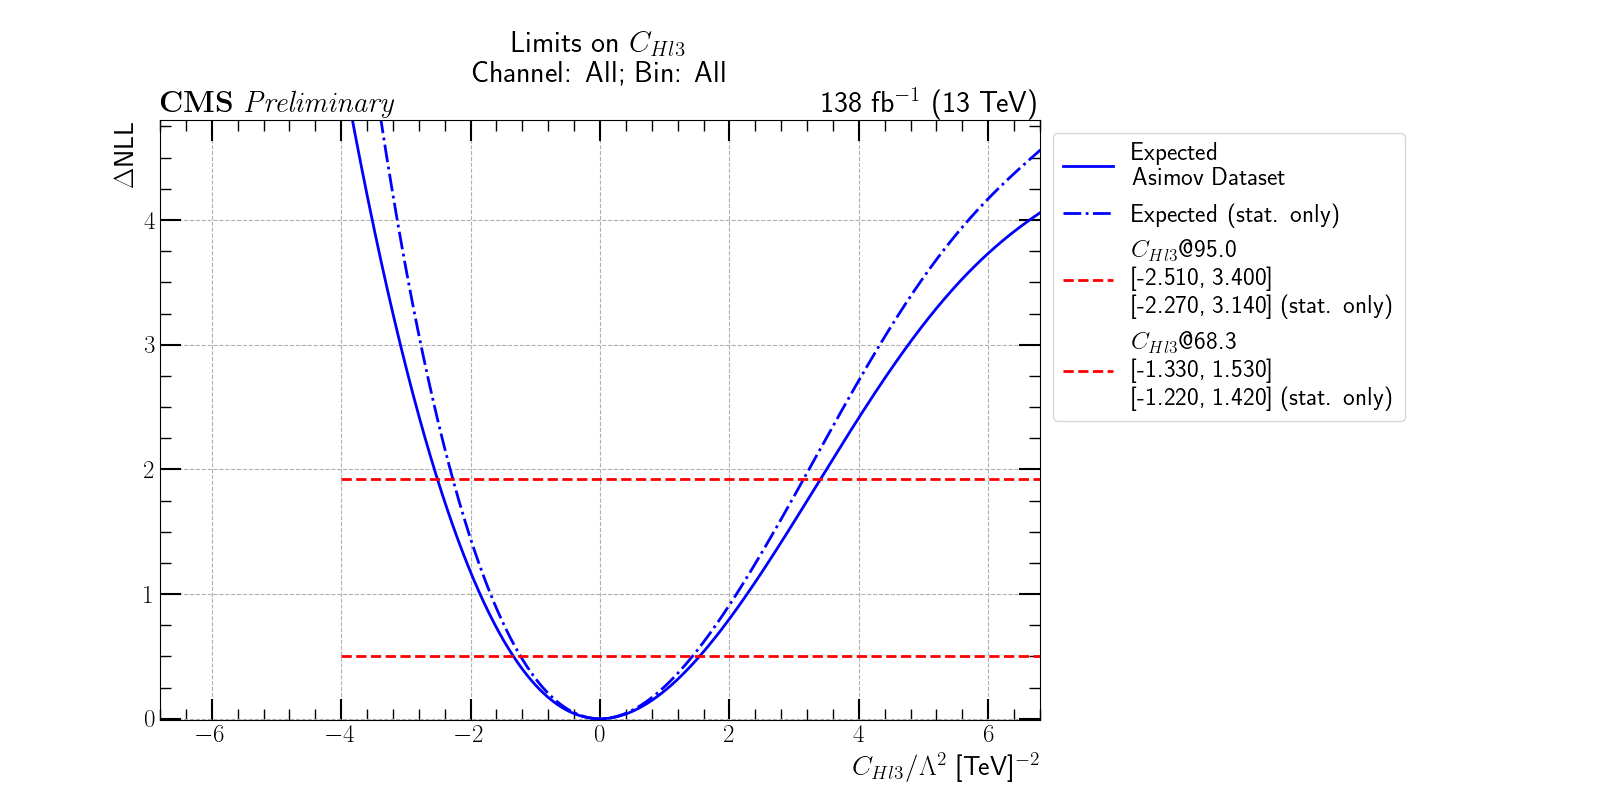 Limits on C_{Hl3}
Channel: All; Bin: All
CMS Preliminary
138 fb^{-1} (13 TeV)
ΔNLL
4
3
2
1
0
−6 −4 −2 0 2 4 6
C_{Hl3}/Λ^2 [TeV]^{-2}
Expected
Asimov Dataset
Expected (stat. only)
C_{Hl3}@95.0
[-2.510, 3.400]
[-2.270, 3.140] (stat. only)
C_{Hl3}@68.3
[-1.330, 1.530]
[-1.220, 1.420] (stat. only)